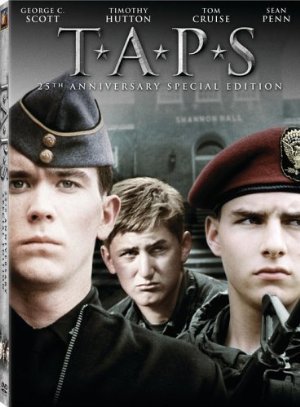 GEORGE C. SCOTT
TIMOTHY HUTTON
TOM CRUISE
SEAN PENN
T★A★P★S
25TH ANNIVERSARY SPECIAL EDITION
SHANNON HALL